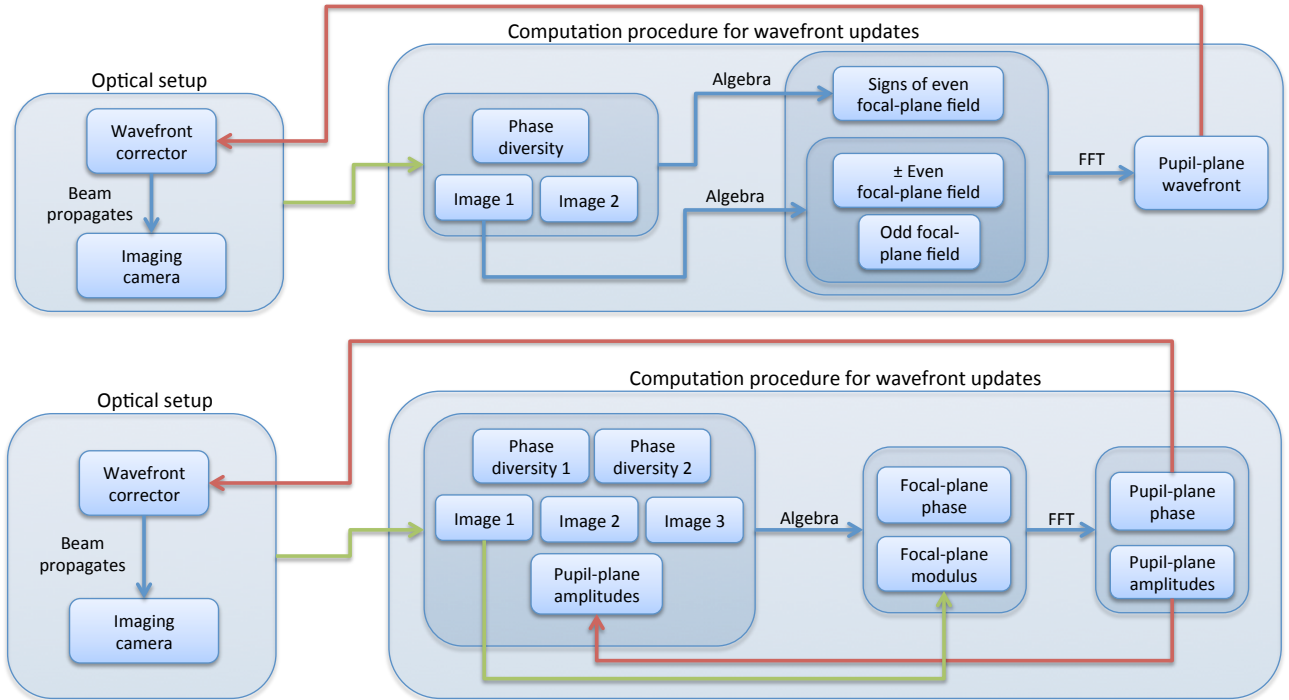 Computation procedure for wavefront updates
Optical setup
Wavefront
corrector
Beam
propagates
Imaging
camera
Phase
diversity
Image 1
Image 2
Algebra
Algebra
Signs of even
focal-plane field
± Even
focal-plane field
Odd focal-
plane field
FFT
Pupil-plane
wavefront
Computation procedure for wavefront updates
Optical setup
Wavefront
corrector
Beam
propagates
Imaging
camera
Phase
diversity 1
Phase
diversity 2
Image 1
Image 2
Image 3
Pupil-plane
amplitudes
Algebra
Focal-plane
phase
Focal-plane
modulus
FFT
Pupil-plane
phase
Pupil-plane
amplitudes